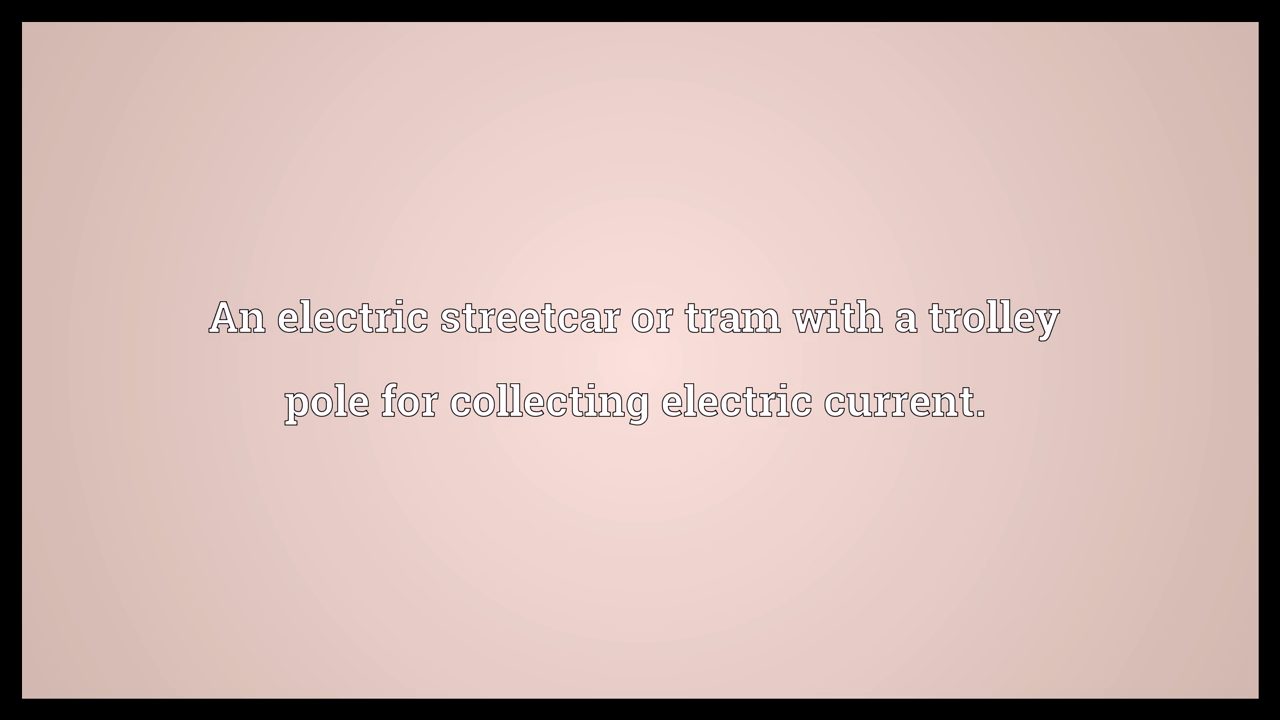 An electric streetcar or tram with a trolley
pole for collecting electric current.